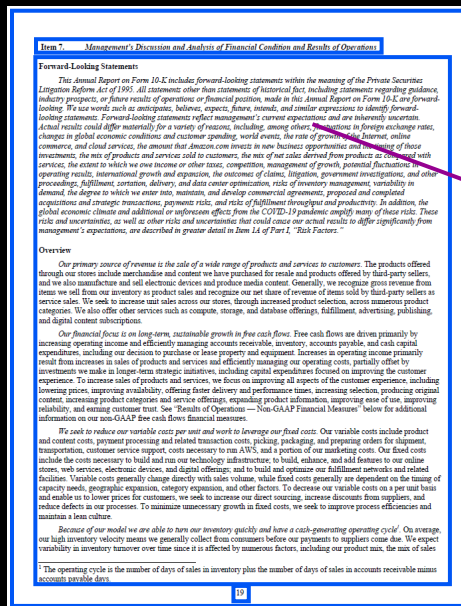 Item 7. Management's Discussion and Analysis of Financial Condition and Results of Operations
Forward-Looking Statements
This Annual Report on Form 10-K includes forward-looking statements within the meaning of the Private Securities
Litigation Reform Act of 1995. All statements other than statements of historical fact, including statements regarding guidance,
industry prospects, or future results of operations or financial position, made in this Annual Report on Form 10-K are forward-
looking. We use words such as anticipates, believes, expects, future, intends, and similar expressions to identify forward-
looking statements. Forward-looking statements reflect management's current expectations and are inherently uncertain.
Actual results could differ materially for a variety of reasons, including, among others, fluctuations in foreign exchange rates,
changes in global economic conditions and customer spending, world events, the rate of growth of the Internet, online
commerce, and cloud services, the amount that Amazon.com invests in new business opportunities and the timing of those
investments, the mix of products and services sold to customers, the mix of net sales derived from products as compared with
services, the extent to which we owe income or other taxes, competition, management of growth, potential fluctuations in
operating results, international growth and expansion, the outcomes of claims, litigation, government investigations, and other
proceedings, fulfillment, sortation, delivery, and data center optimization, risks of inventory management, variability in
demand, the degree to which we enter into, maintain, and develop commercial agreements, proposed and completed
acquisitions and strategic transactions, payments risks, and risks of fulfillment throughput and productivity. In addition, the
global economic climate and additional or unforeseen effects from the COVID-19 pandemic amplify many of these risks. These
risks and uncertainties, as well as other risks and uncertainties that could cause our actual results to differ significantly from
management's expectations, are described in greater detail in Item 1A of Part I, "Risk Factors."
Overview
Our primary source of revenue is the sale of a wide range of products and services to customers. The products offered
through our stores include merchandise and content we have purchased for resale and products offered by third-party sellers,
and we also manufacture and sell electronic devices and produce media content. Generally, we recognize gross revenue from
items we sell from our inventory as product sales and recognize our net share of revenue of items sold by third-party sellers as
service sales. We seek to increase unit sales across our stores, through increased product selection, across numerous product
categories. We also offer other services such as compute, storage, and database offerings, fulfillment, advertising, publishing,
and digital content subscriptions.
Our financial focus is on long-term, sustainable growth in free cash flows. Free cash flows are driven primarily by
increasing operating income and efficiently managing accounts receivable, inventory, accounts payable, and cash capital
expenditures, including our decision to purchase or lease property and equipment. Increases in operating income primarily
result from increases in sales of products and services and efficiently managing our operating costs, partially offset by
investments we make in longer-term strategic initiatives, including capital expenditures focused on improving the customer
experience. To increase sales of products and services, we focus on improving all aspects of the customer experience, including
lowering prices, improving availability, offering faster delivery and performance times, increasing selection, producing original
content, increasing product categories and service offerings, expanding product information, improving ease of use, improving
reliability, and earning customer trust. See "Results of Operations — Non-GAAP Financial Measures" below for additional
information on our non-GAAP free cash flows financial measures.
We seek to reduce our variable costs per unit and work to leverage our fixed costs. Our variable costs include product
and content costs, payment processing and related transaction costs, picking, packaging, and preparing orders for shipment,
transportation, customer service support, costs necessary to run AWS, and a portion of our marketing costs. Our fixed costs
include the costs necessary to build and run our technology infrastructure; to build, enhance, and add features to our online
stores, web services, electronic devices, and digital offerings; and to build and optimize our fulfillment networks and related
facilities. Variable costs generally change directly with sales volume, while fixed costs generally are dependent on the timing of
capacity needs, geographic expansion, category expansion, and other factors. To decrease our variable costs on a per unit basis
and enable us to lower prices for customers, we seek to increase our direct sourcing, increase discounts from suppliers, and
reduce defects in our processes. To minimize unnecessary growth in fixed costs, we seek to improve process efficiencies and
maintain a lean culture.
Because of our model we are able to turn our inventory quickly and have a cash-generating operating cycle¹. On average,
our high inventory velocity means we generally collect from consumers before our payments to suppliers come due. We expect
variability in inventory turnover over time since it is affected by numerous factors, including our product mix, the mix of sales
¹ The operating cycle is number of days of sales in inventory plus number of days of sales in accounts receivable minus
accounts payable days.
19